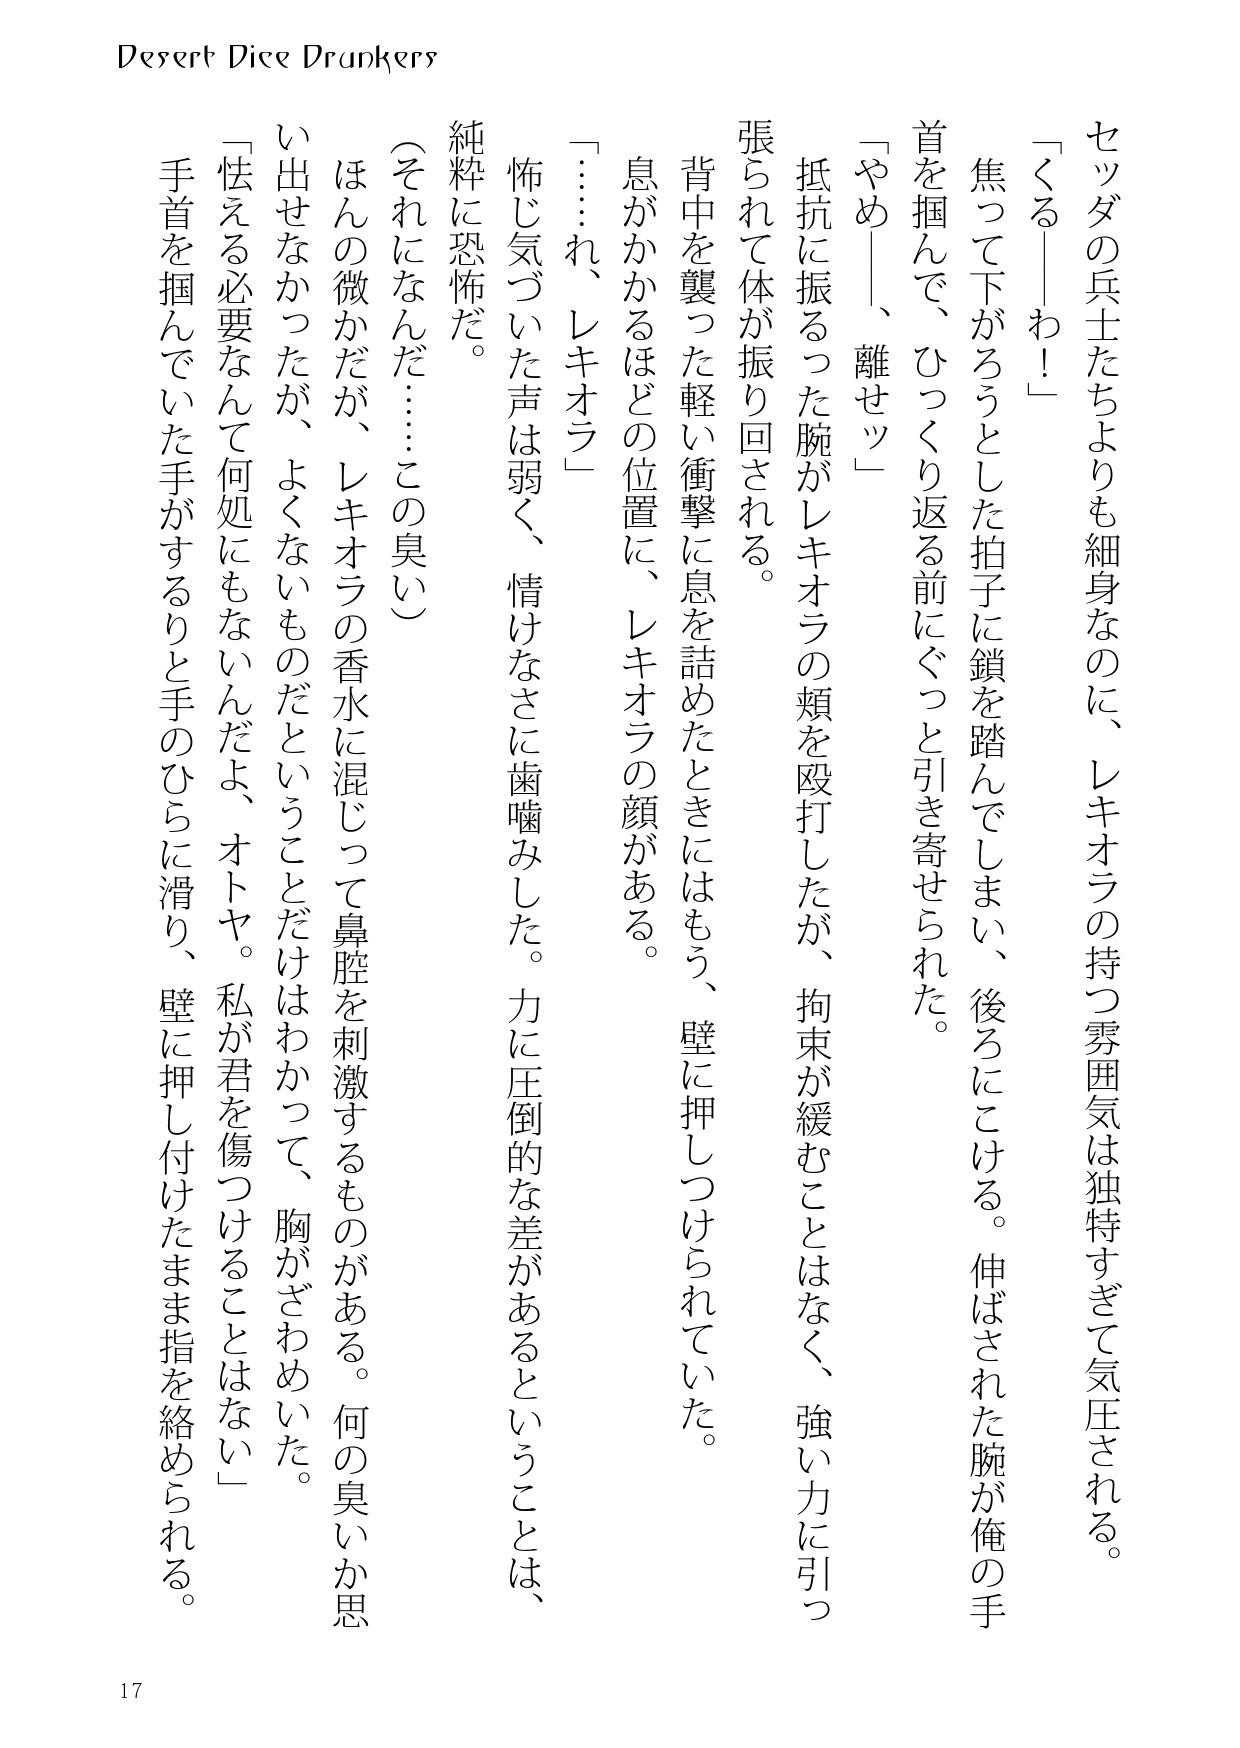 Desert Dice Drunkers
セッダの兵士たちよりも細身なのに、レキオラの持つ雰囲気は独特すぎて気圧される。
「くる――わ！」
焦って下がろうとした拍子に鎖を踏んでしまい、後ろにこける。伸ばされた腕が俺の手
首を掴んで、ひっくり返る前にぐっと引き寄せられた。
「やめ――、離せッ」
抵抗に振るった腕がレキオラの頬を殴打したが、拘束が緩むことはなく、強い力に引っ
張られて体が振り回される。
背中を襲った軽い衝撃に息を詰めたときにはもう、壁に押しつけられていた。
息がかかるほどの位置に、レキオラの顔がある。
「……れ、レキオラ」
怖じ気づいた声は弱く、情けなさに歯噛みした。力に圧倒的な差があるということは、
純粋に恐怖だ。
（それになんだ……この臭い）
ほんの微かだが、レキオラの香水に混じって鼻腔を刺激するものがある。何の臭いか思
い出せなかったが、よくないものだということだけはわかって、胸がざわめいた。
「怯える必要なんて何処にもないんだよ、オトヤ。私が君を傷つけることはない」
手首を掴んでいた手がするりと手のひらに滑り、壁に押し付けたまま指を絡められる。
17